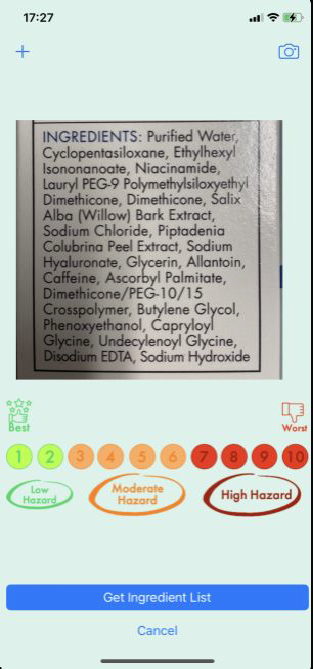 17:27
INGREDIENTS: Purified Water,
Cyclopentasiloxane, Ethylhexyl
Isononanoate, Niacinamide,
Lauryl PEG-9 Polymethylsiloxyethyl
Dimethicone, Dimethicone, Salix
Alba (Willow) Bark Extract,
Sodium Chloride, Piptadenia
Colubrina Peel Extract, Sodium
Hyaluronate, Glycerin, Allantoin,
Caffeine, Ascorbyl Palmitate,
Dimethicone/PEG-10/15
Crosspolymer, Butylene Glycol,
Phenoxyethanol, Capryloyl
Glycine, Undecylenoyl Glycine,
Disodium EDTA, Sodium Hydroxide
Best
Worst
1 2 3 4 5 6 7 8 9 10
Low
Hazard
Moderate
Hazard
High Hazard
Get Ingredient List
Cancel